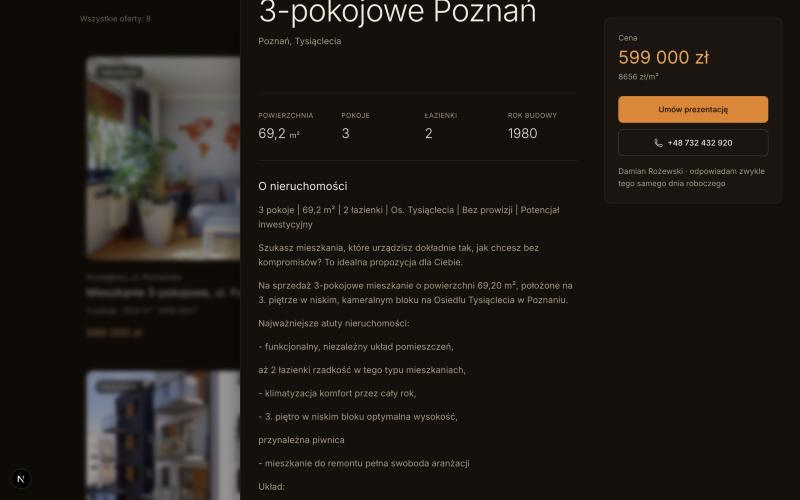 Wszystkie oferty: 8
3-pokojowe Poznań
Poznań, Tysiąclecia
POWIERZCHNIA
POKOJE
ŁAZIENKI
ROK BUDOWY
69,2 m²
3
2
1980
O nieruchomości
3 pokoje | 69,2 m² | 2 łazienki | Os. Tysiąclecia | Bez prowizji | Potencjał
inwestycyjny
Szukasz mieszkania, które urządzisz dokładnie tak, jak chcesz bez
kompromisów? To idealna propozycja dla Ciebie.
Na sprzedaż 3-pokojowe mieszkanie o powierzchni 69,20 m², położone na
3. piętrze w niskim, kameralnym bloku na Osiedlu Tysiąclecia w Poznaniu.
Najważniejsze atuty nieruchomości:
- funkcjonalny, niezależny układ pomieszczeń,
aż 2 łazienki rzadkość w tego typu mieszkaniach,
- klimatyzacja komfort przez cały rok,
- 3. piętro w niskim bloku optymalna wysokość,
przynależna piwnica
- mieszkanie do remontu pełna swoboda aranżacji
Układ:
Cena
599 000 zł
8656 zł/m²
Umów prezentację
+48 732 432 920
Damian Rożewski · odpowiadam zwykle
tego samego dnia roboczego
N